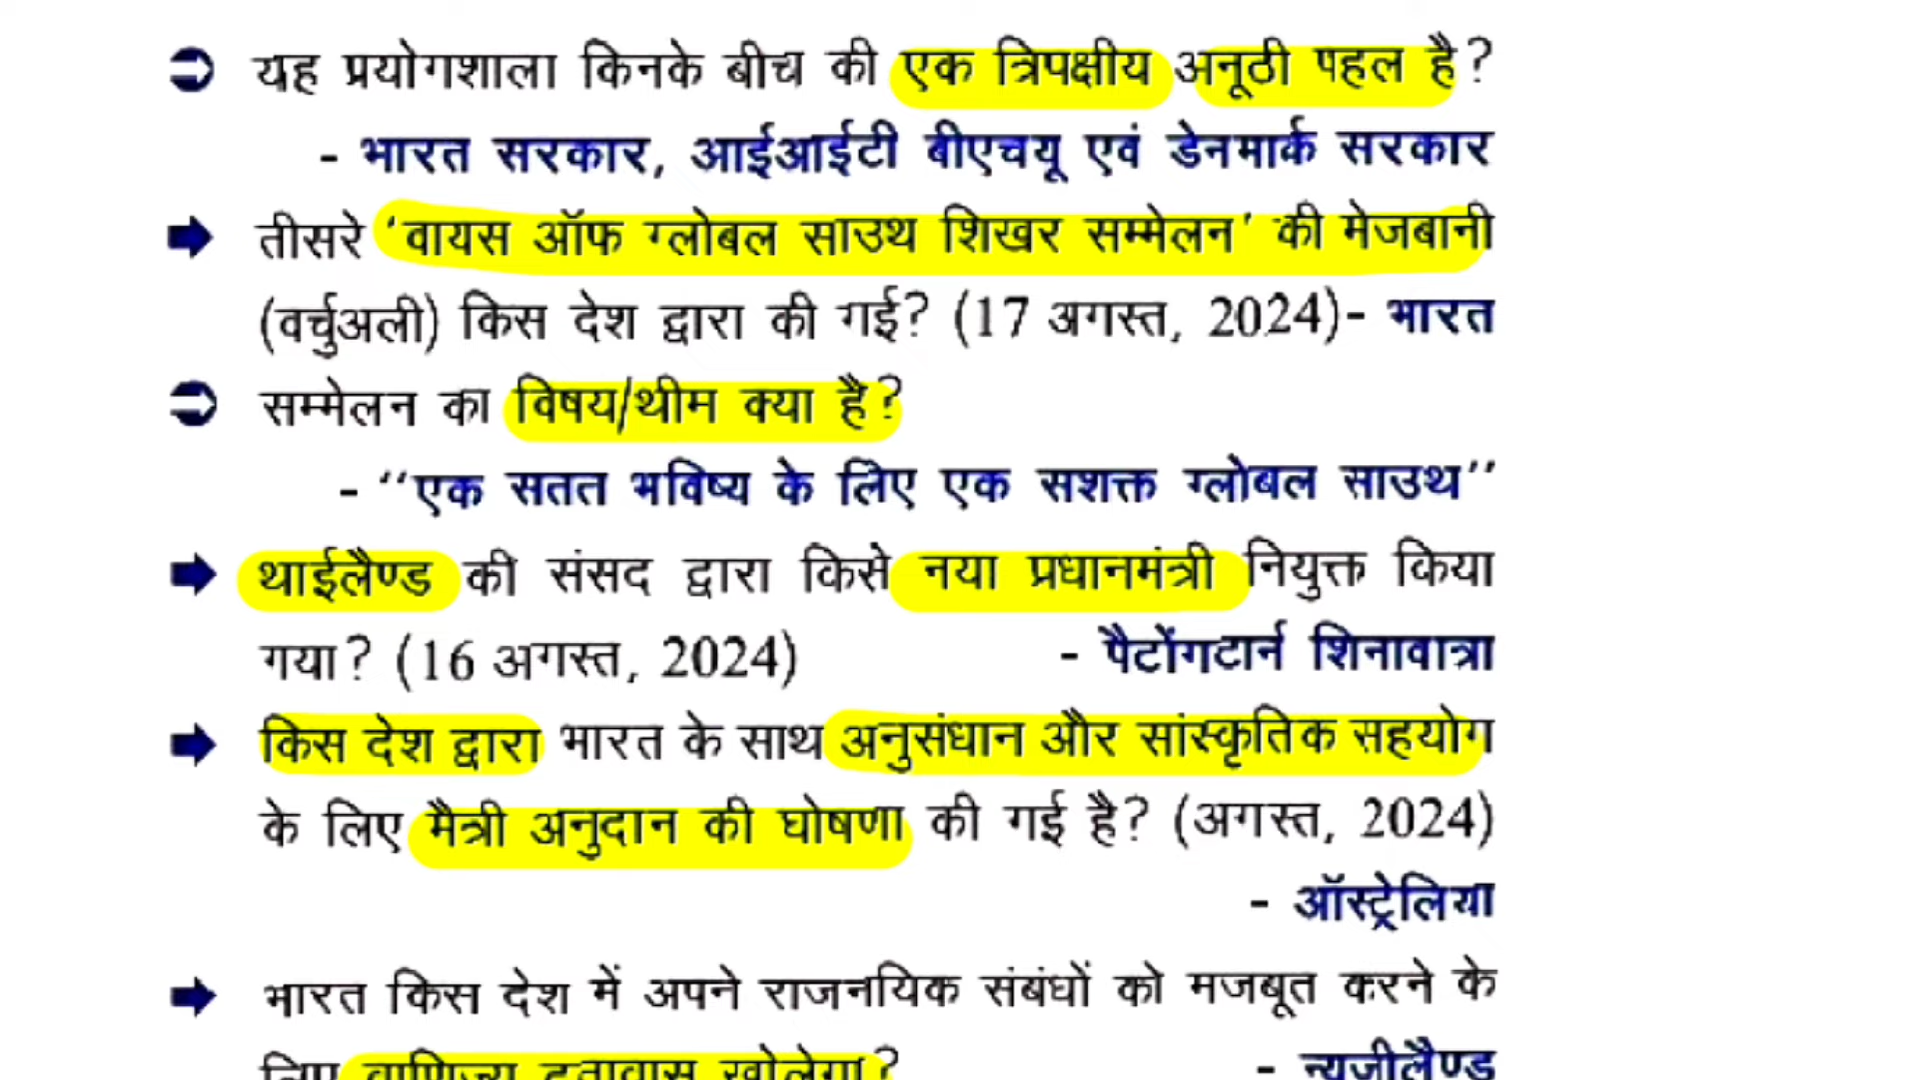 यह प्रयोगशाला किनके बीच की एक त्रिपक्षीय अनूठी पहल है?
- भारत सरकार, आईआईटी बीएचयू एवं डेनमार्क सरकार
तीसरे ‘वायस ऑफ ग्लोबल साउथ शिखर सम्मेलन’ की मेजबानी
(वर्चुअली) किस देश द्वारा की गई? (17 अगस्त, 2024)- भारत
सम्मेलन का विषय/थीम क्या है?
- ‘‘एक सतत भविष्य के लिए एक सशक्त ग्लोबल साउथ’’
थाईलैण्ड की संसद द्वारा किसे नया प्रधानमंत्री नियुक्त किया
गया? (16 अगस्त, 2024) - पैटोंगटार्न शिनावात्रा
किस देश द्वारा भारत के साथ अनुसंधान और सांस्कृतिक सहयोग
के लिए मैत्री अनुदान की घोषणा की गई है? (अगस्त, 2024)
- ऑस्ट्रेलिया
भारत किस देश में अपने राजनयिक संबंधों को मजबूत करने के
लिए वाणिज्य दूतावास खोलेगा? - न्यूजीलैण्ड